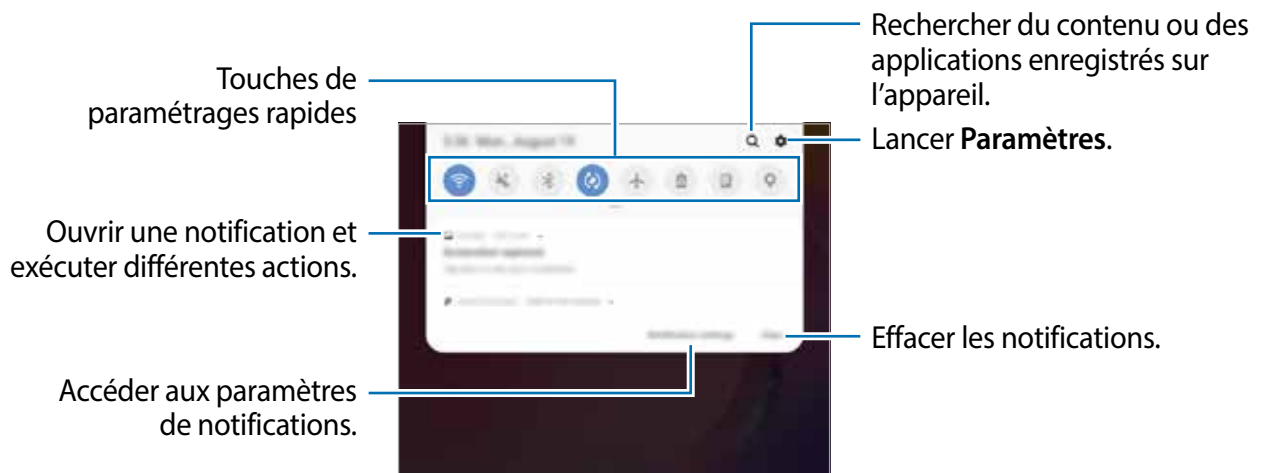 Rechercher du contenu ou des
applications enregistrés sur
l'appareil.
Touches de
paramétrages rapides
Lancer Paramètres.
Ouvrir une notification et
exécuter différentes actions.
Effacer les notifications.
Accéder aux paramètres
de notifications.